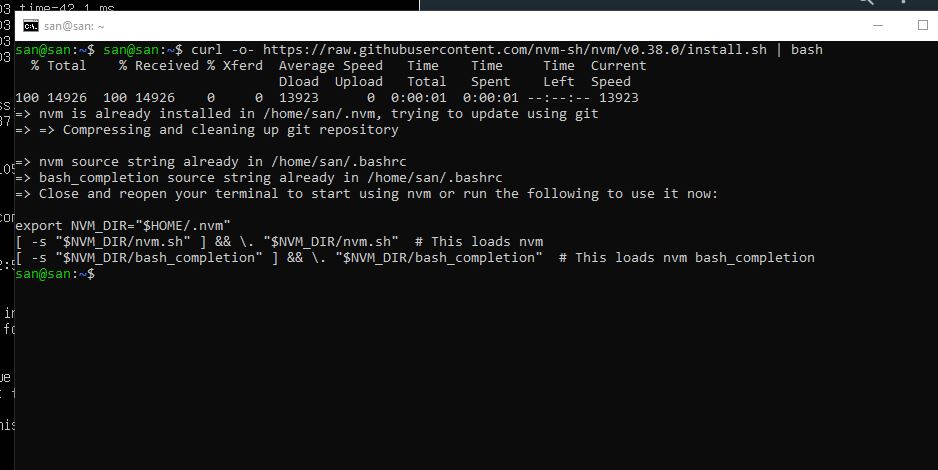 03 time=42.1 ms
03
03
03
san@san: ~
san@san:~$ san@san:~$ curl -o- https://raw.githubusercontent.com/nvm-sh/nvm/v0.38.0/install.sh | bash
% Total % Received % Xferd Average Speed Time Time Time Current
Dload Upload Total Spent Left Speed
100 14926 100 14926 0 0 13923 0 0:00:01 0:00:01 --:--:-- 13923
=> nvm is already installed in /home/san/.nvm, trying to update using git
=> => Compressing and cleaning up git repository
=> nvm source string already in /home/san/.bashrc
=> bash_completion source string already in /home/san/.bashrc
=> Close and reopen your terminal to start using nvm or run the following to use it now:
export NVM_DIR="$HOME/.nvm"
[ -s "$NVM_DIR/nvm.sh" ] && \. "$NVM_DIR/nvm.sh" # This loads nvm
[ -s "$NVM_DIR/bash_completion" ] && \. "$NVM_DIR/bash_completion" # This loads nvm bash_completion
san@san:~$